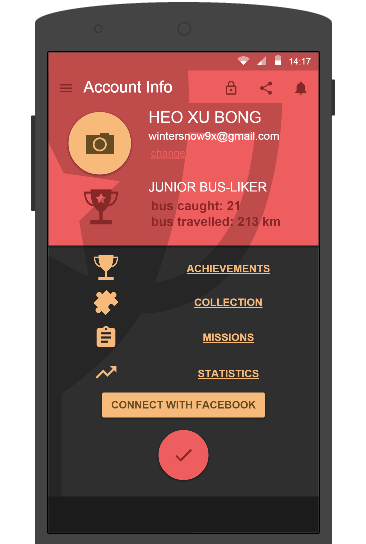 14:17
Account Info
HEO XU BONG
wintersnow9x@gmail.com
change
JUNIOR BUS-LIKER
bus caught: 21
bus travelled: 213 km
ACHIEVEMENTS
COLLECTION
MISSIONS
STATISTICS
CONNECT WITH FACEBOOK